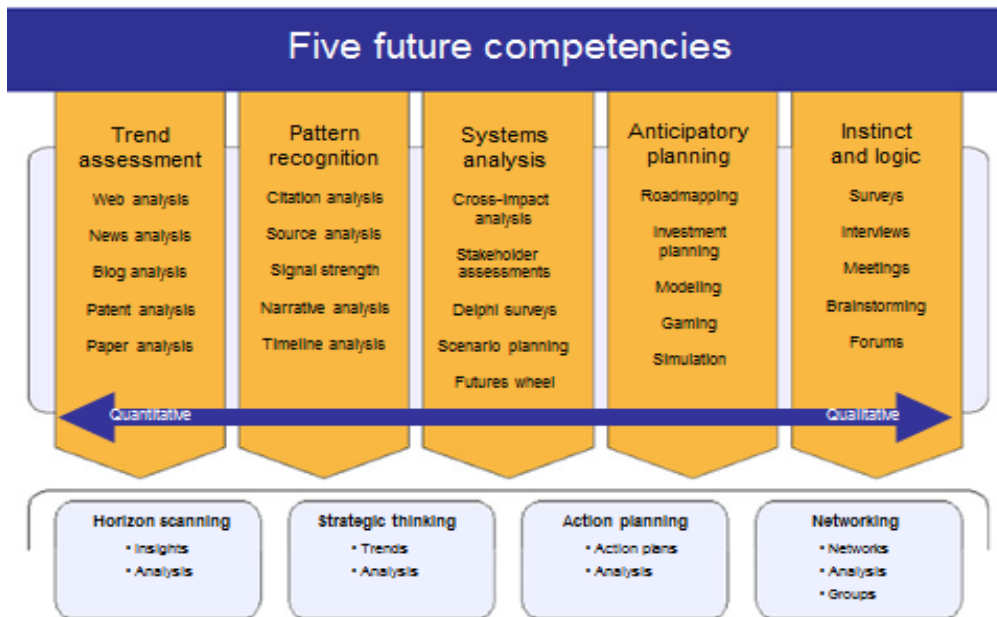 Five future competencies
Trend
assessment
Web analysis
News analysis
Blog analysis
Patent analysis
Paper analysis
Pattern
recognition
Citation analysis
Source analysis
Signal strength
Narrative analysis
Timeline analysis
Systems
analysis
Cross-impact
analysis
Stakeholder
assessments
Delphi surveys
Scenario planning
Futures wheel
Anticipatory
planning
Roadmapping
Investment
planning
Modeling
Gaming
Simulation
Instinct
and logic
Surveys
Interviews
Meetings
Brainstorming
Forums
Quantitative
Qualitative
Horizon scanning
• Insights
• Analysis
Strategic thinking
• Trends
• Analysis
Action planning
• Action plans
• Analysis
Networking
• Networks
• Analysis
• Groups